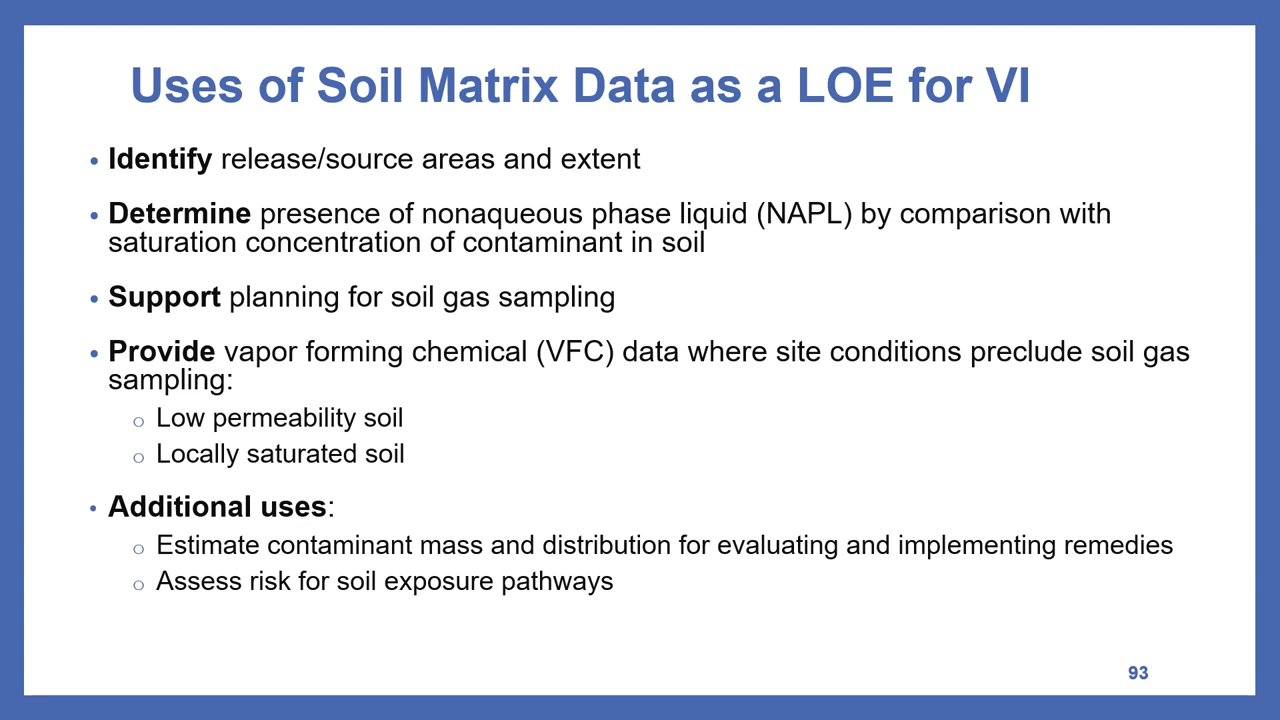 Uses of Soil Matrix Data as a LOE for VI
• Identify release/source areas and extent
• Determine presence of nonaqueous phase liquid (NAPL) by comparison with
saturation concentration of contaminant in soil
• Support planning for soil gas sampling
• Provide vapor forming chemical (VFC) data where site conditions preclude soil gas
sampling:
○ Low permeability soil
○ Locally saturated soil
• Additional uses:
○ Estimate contaminant mass and distribution for evaluating and implementing remedies
○ Assess risk for soil exposure pathways
93